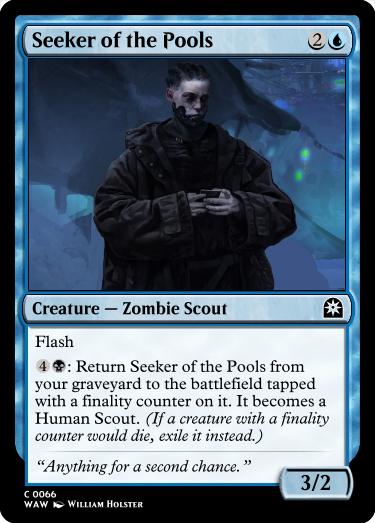 Seeker of the Pools 2
Creature — Zombie Scout
Flash
4: Return Seeker of the Pools from
your graveyard to the battlefield tapped
with a finality counter on it. It becomes a
Human Scout. (If a creature with a finality
counter would die, exile it instead.)
“Anything for a second chance.”
3/2
C 0066
WAW William Holster